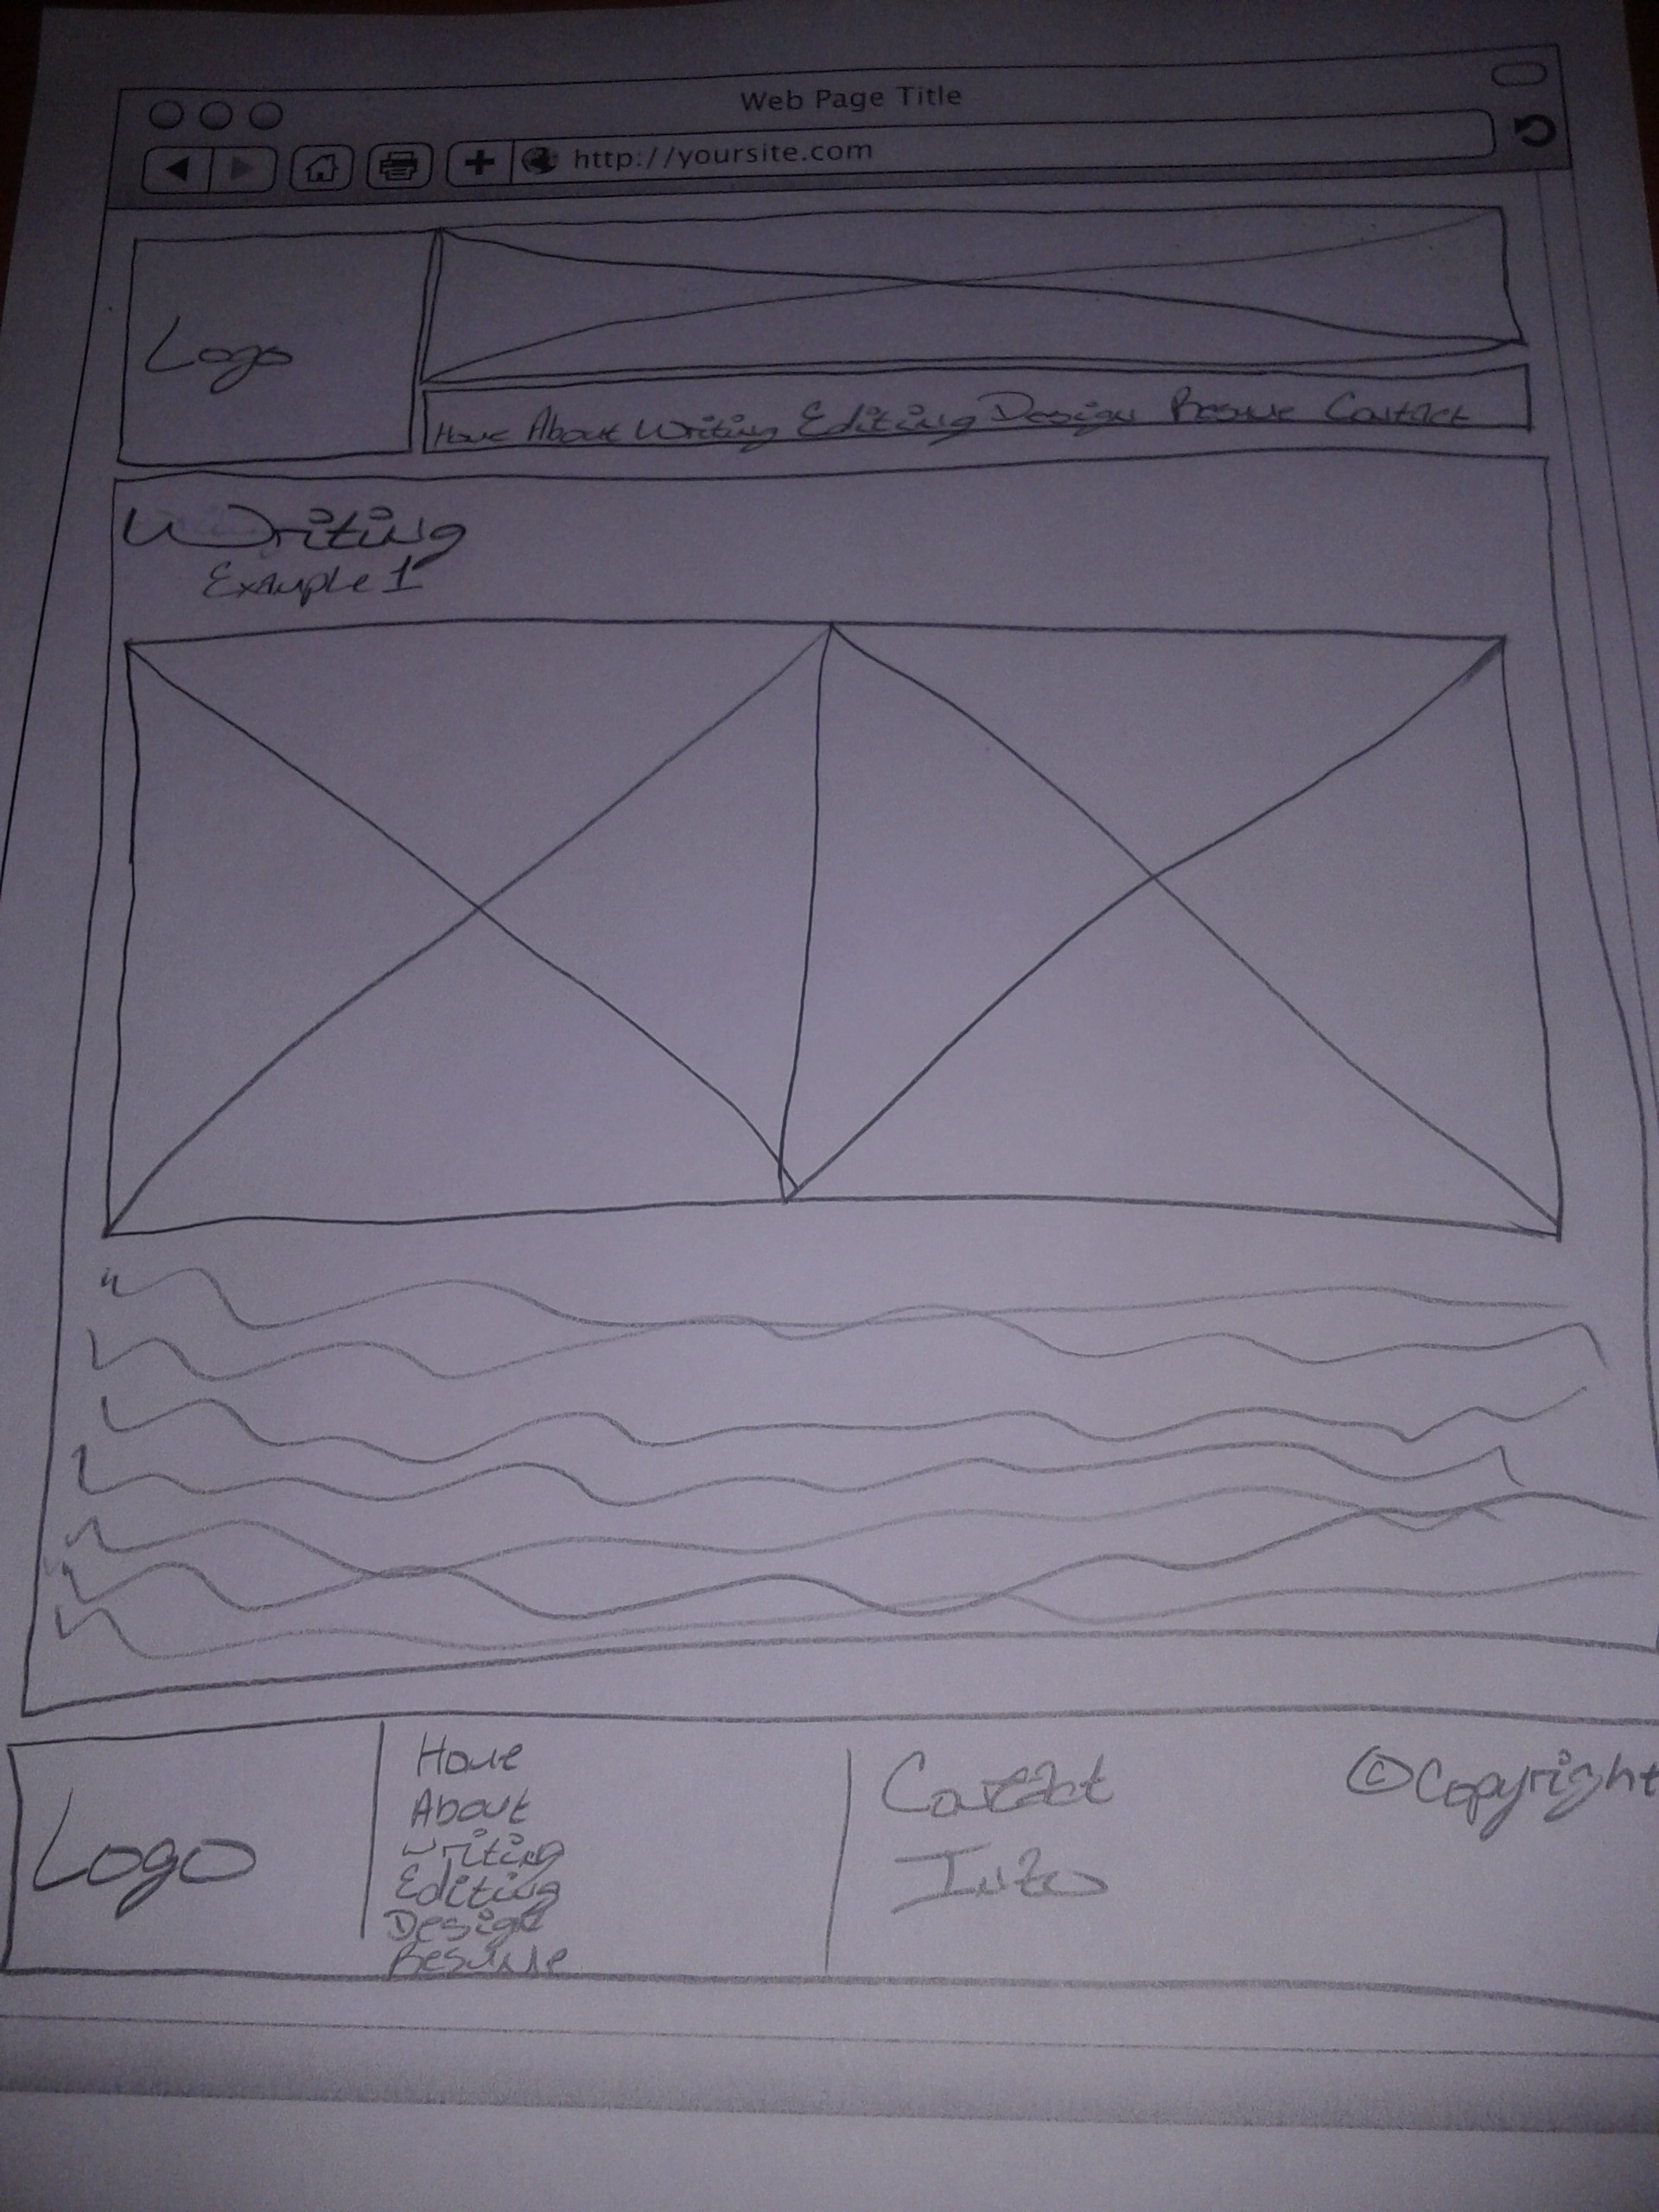 Web Page Title
http://yoursite.com
Logo
Home About Writing Editing Design Resume Contact
Writing
Example 1
Logo
Home
About
Writing
Editing
Design
Resume
Contact
Info
© Copyright